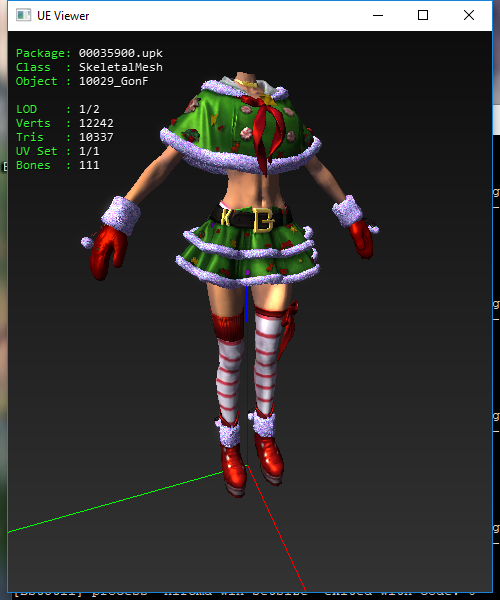 UE Viewer
Package: 00035900.upk
Class : SkeletalMesh
Object : 10029_GonF
LOD : 1/2
Verts : 12242
Tris : 10337
UV Set : 1/1
Bones : 111
K B